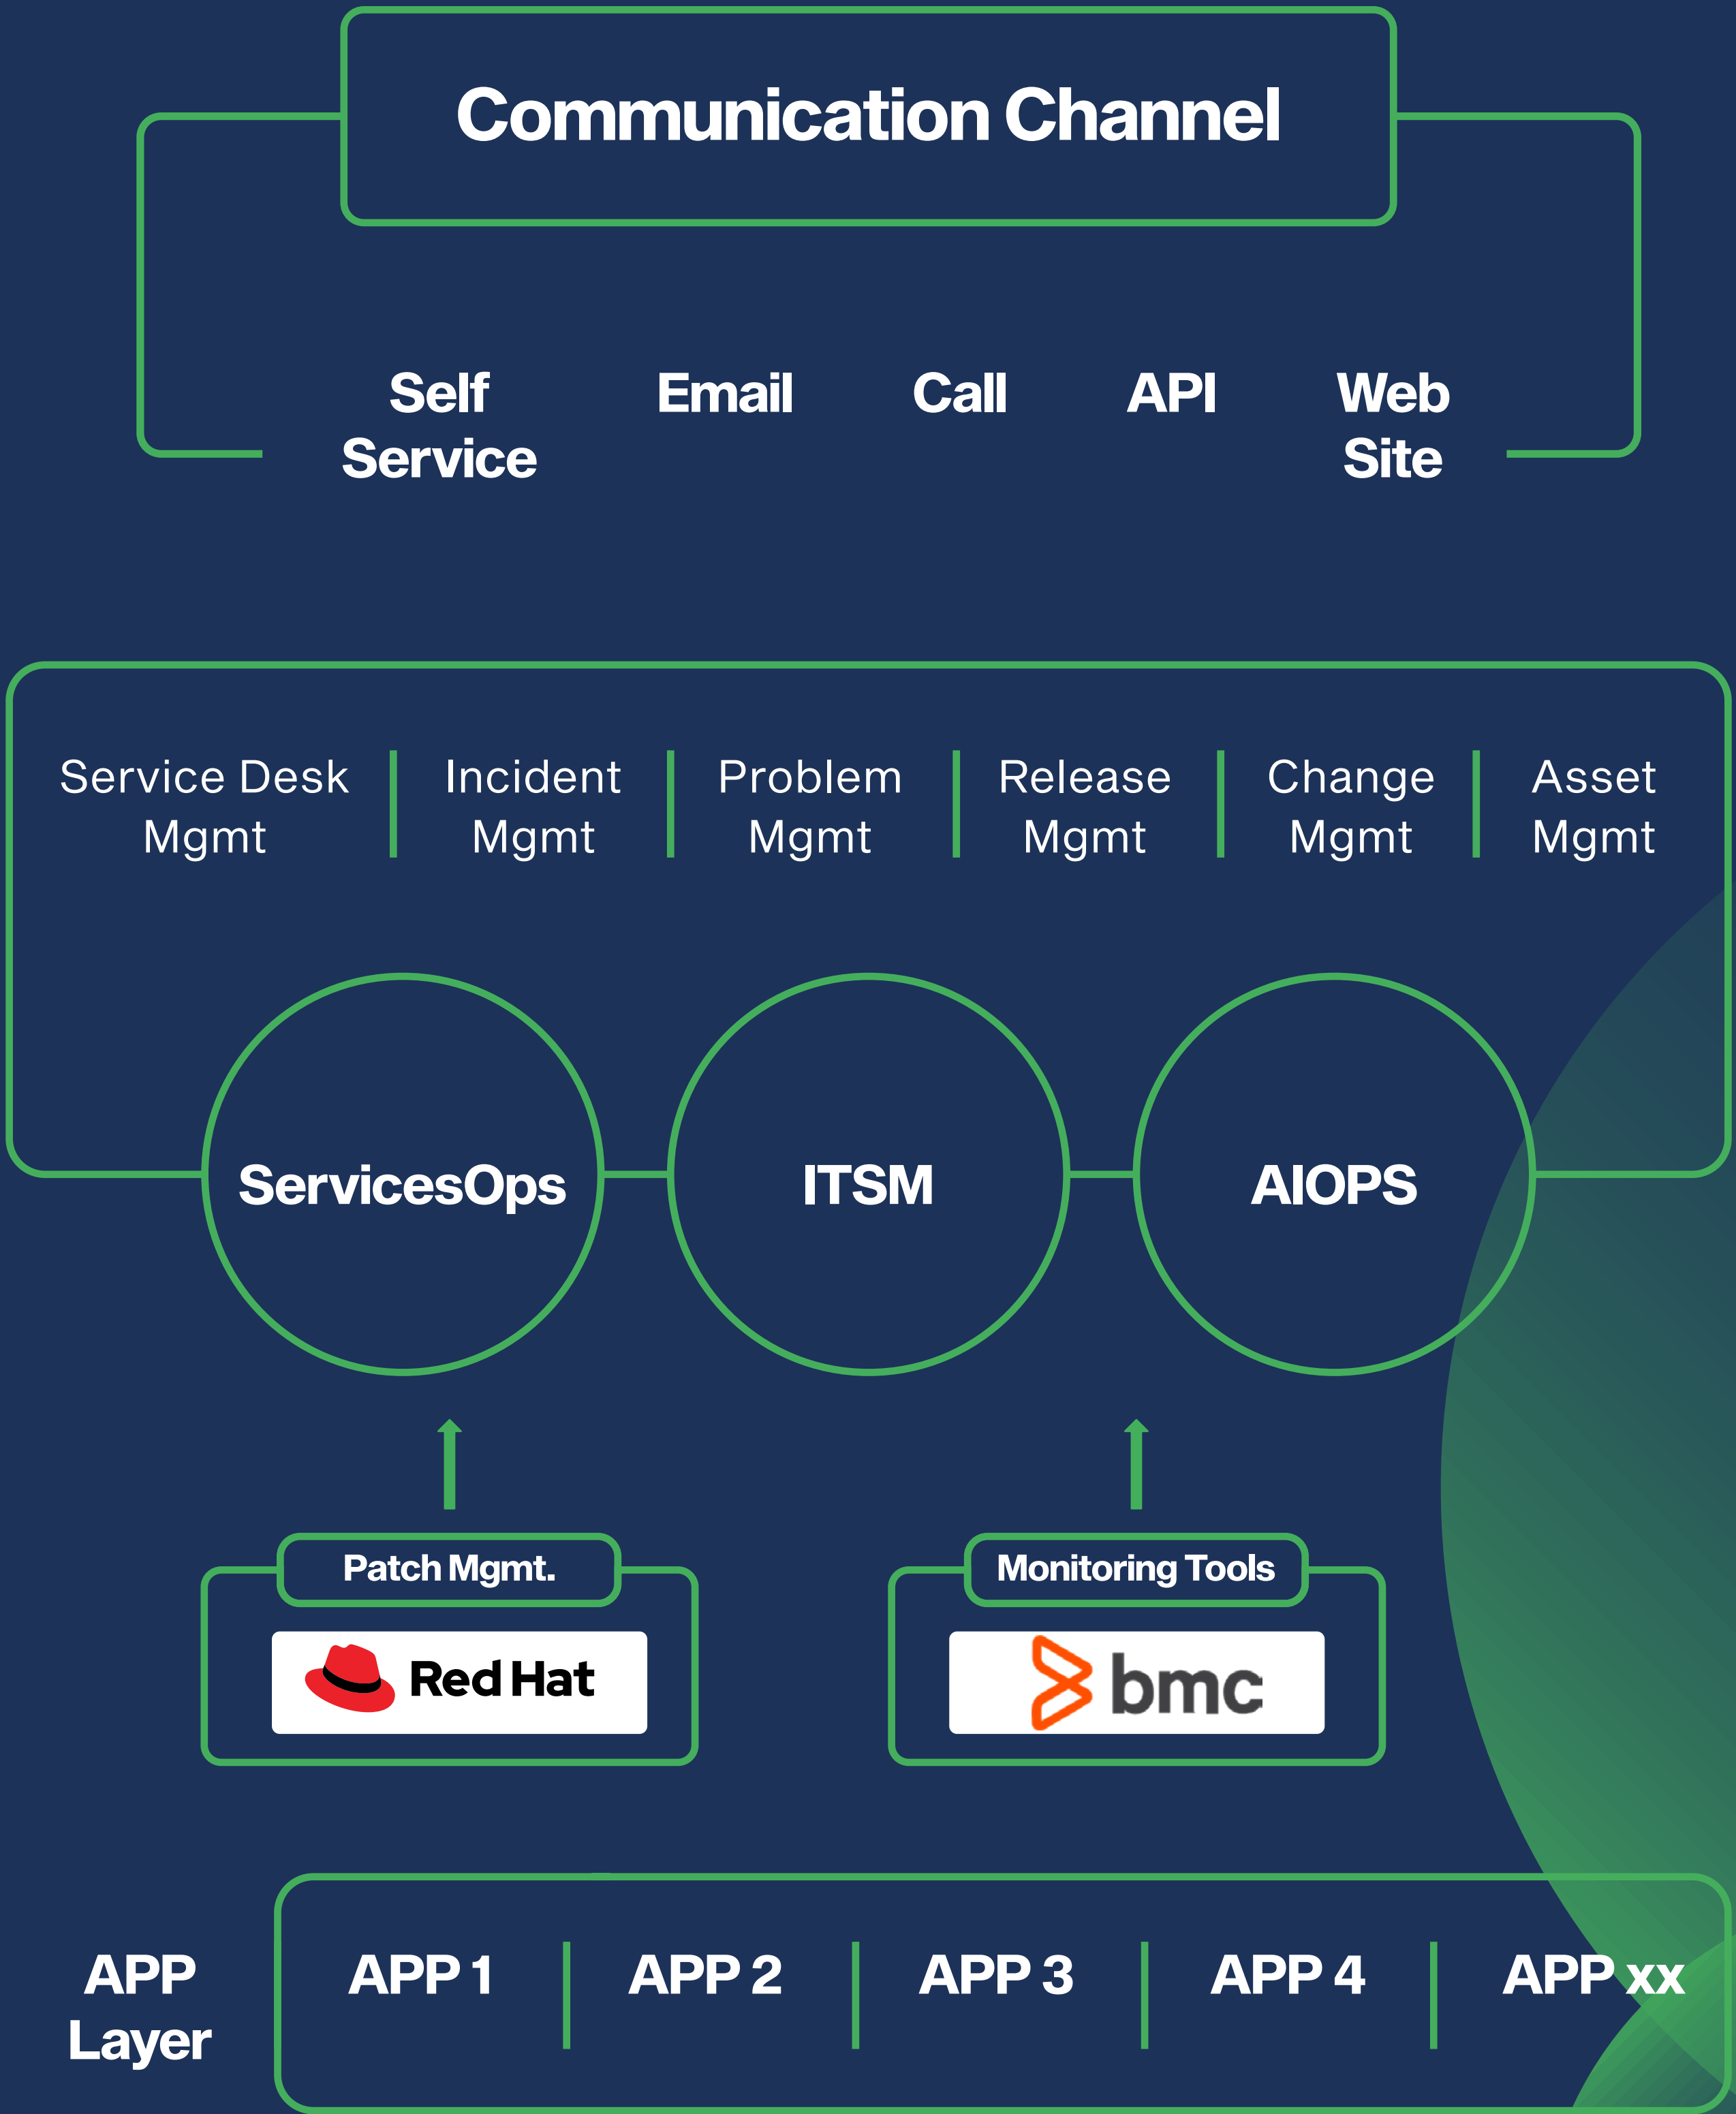 Communication Channel
Self
Service
Email
Call
API
Web
Site
Service Desk
Mgmt
Incident
Mgmt
Problem
Mgmt
Release
Mgmt
Change
Mgmt
Asset
Mgmt
ServicesOps
ITSM
AIOPS
Patch Mgmt.
Red Hat
Monitoring Tools
bmc
APP
Layer
APP 1
APP 2
APP 3
APP 4
APP xx